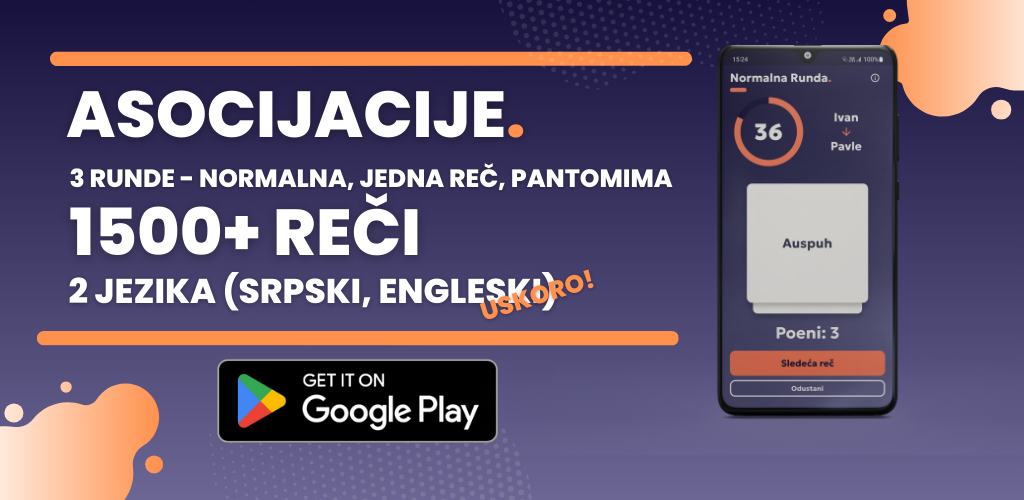 ASOCIJACIJE.
3 RUNDE - NORMALNA, JEDNA REČ, PANTOMIMA
1500+ REČI
2 JEZIKA (SRPSKI, ENGLESKI)
USKORO!
GET IT ON
Google Play
15:24
100%
Normalna Runda.
36
Ivan
Pavle
Auspuh
Poeni: 3
Sledeća reč
Odustani